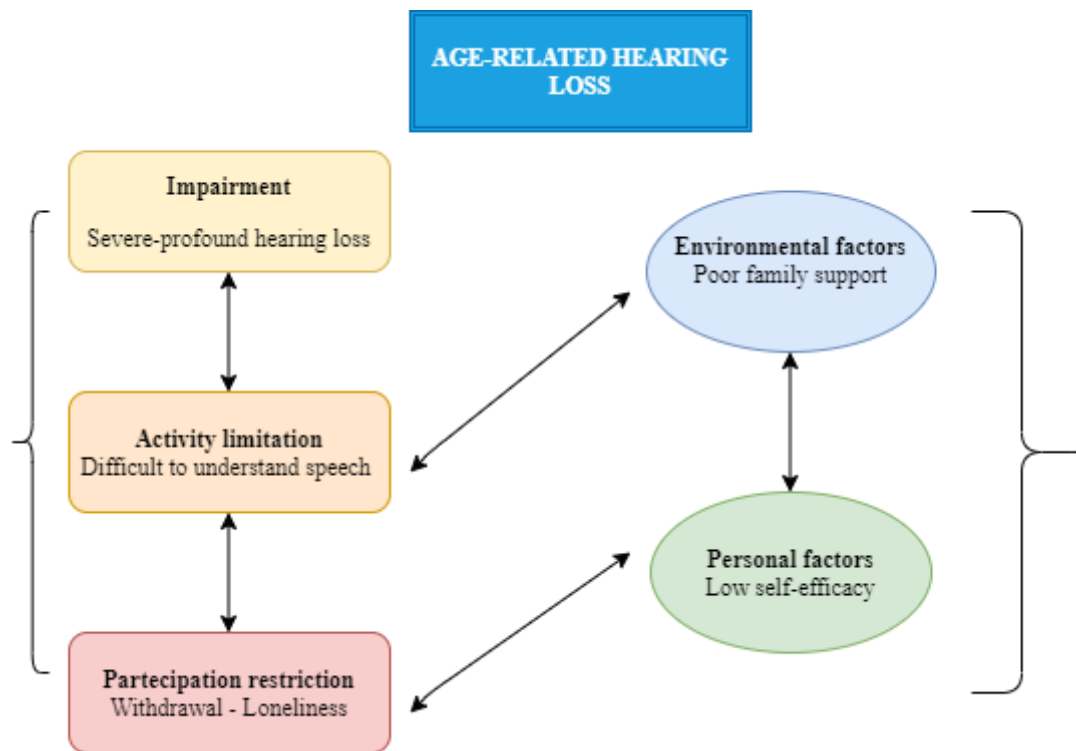 AGE-RELATED HEARING
LOSS
Impairment
Severe-profound hearing loss
Activity limitation
Difficult to understand speech
Partecipation restriction
Withdrawal - Loneliness
Environmental factors
Poor family support
Personal factors
Low self-efficacy